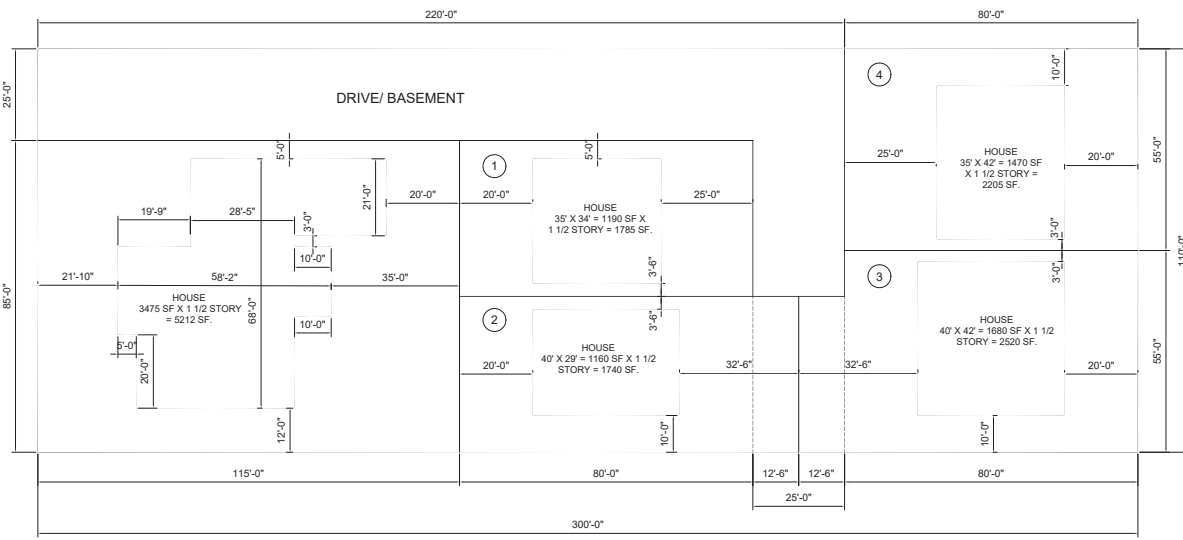 220'-0"
80'-0"
25'-0"
DRIVE/ BASEMENT
4
10'-0"
5'-0"
5'-0"
1
25'-0"
HOUSE
35' X 42' = 1470 SF
X 1 1/2 STORY =
2205 SF.
20'-0"
55'-0"
21'-0"
20'-0"
20'-0"
25'-0"
HOUSE
35' X 34' = 1190 SF X
1 1/2 STORY = 1785 SF.
19'-9"
28'-5"
3'-0"
10'-0"
3'-0"
110'-0"
21'-10"
58'-2"
35'-0"
3'-6"
3'-0"
3
85'-0"
HOUSE
3475 SF X 1 1/2 STORY
= 5212 SF.
68'-0"
10'-0"
2
3'-6"
HOUSE
40' X 42' = 1680 SF X 1 1/2
STORY = 2520 SF.
5'-0"
20'-0"
20'-0"
HOUSE
40' X 29' = 1160 SF X 1 1/2
STORY = 1740 SF.
32'-6"
32'-6"
20'-0"
55'-0"
12'-0"
10'-0"
10'-0"
115'-0"
80'-0"
12'-6"
12'-6"
80'-0"
25'-0"
300'-0"